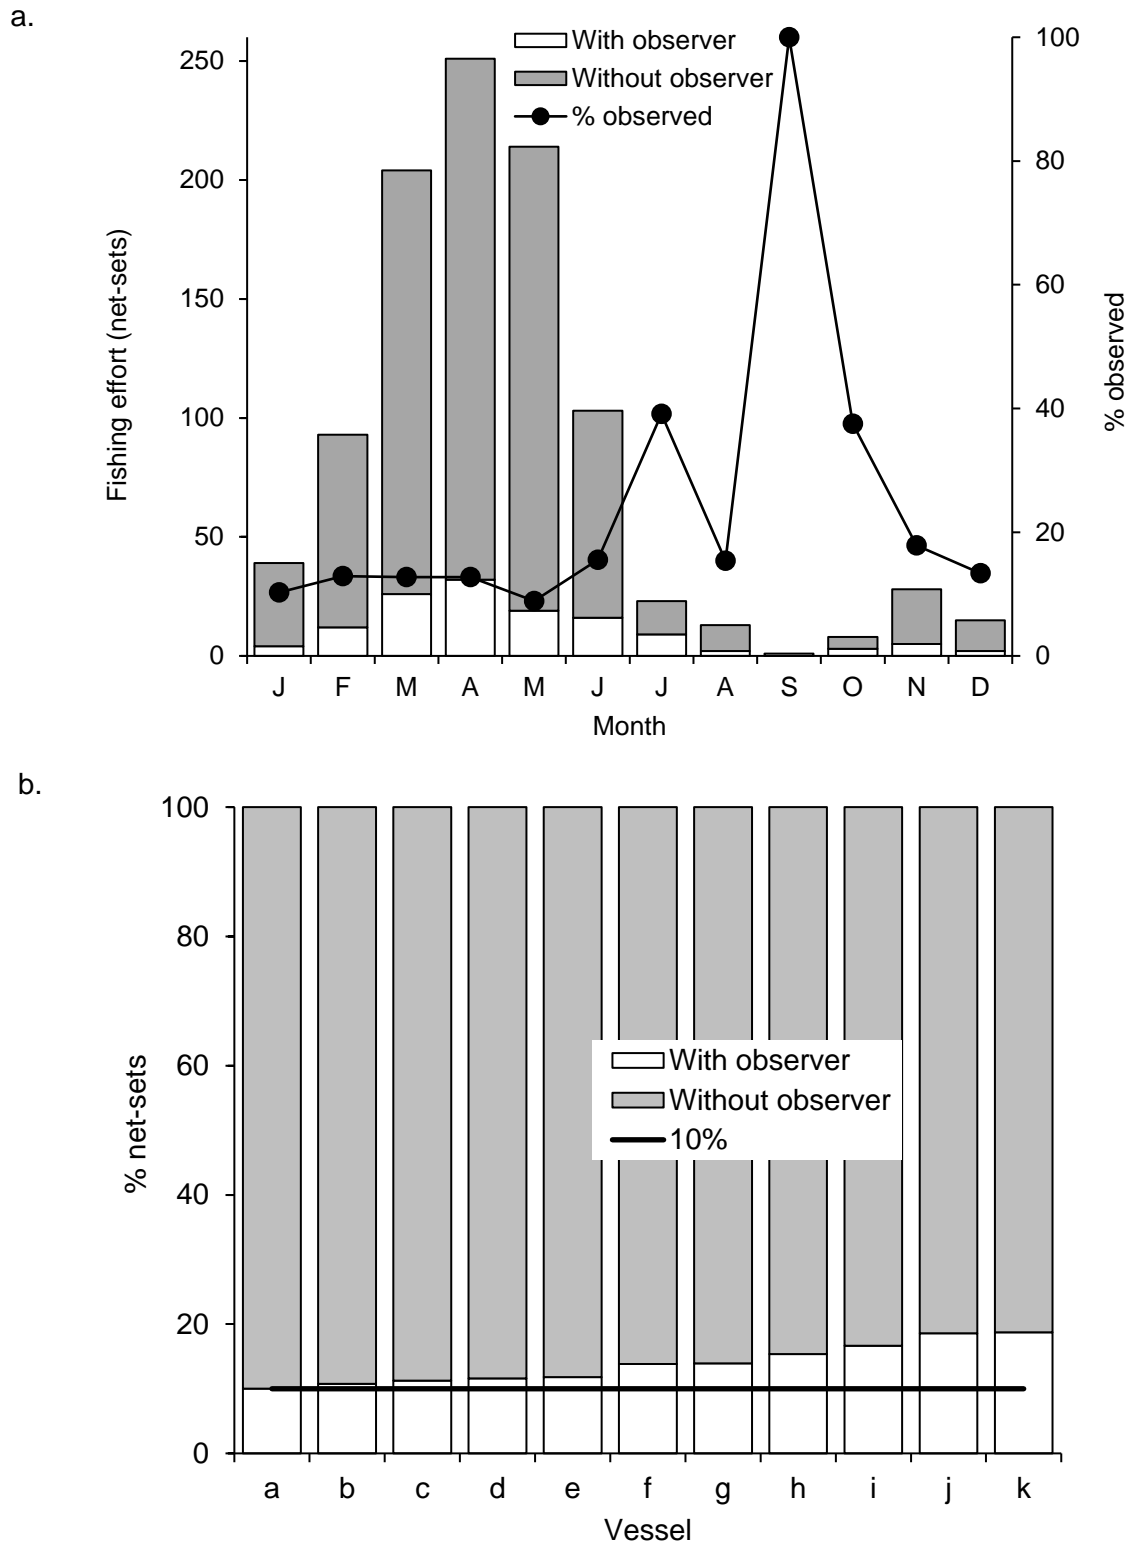 a.
With observer
Without observer
% observed
250
200
150
100
50
0
Fishing effort (net-sets)
100
80
60
40
20
0
% observed
J F M A M J J A S O N D
Month
b.
100
80
60
40
20
0
% net-sets
With observer
Without observer
10%
a b c d e f g h i j k
Vessel